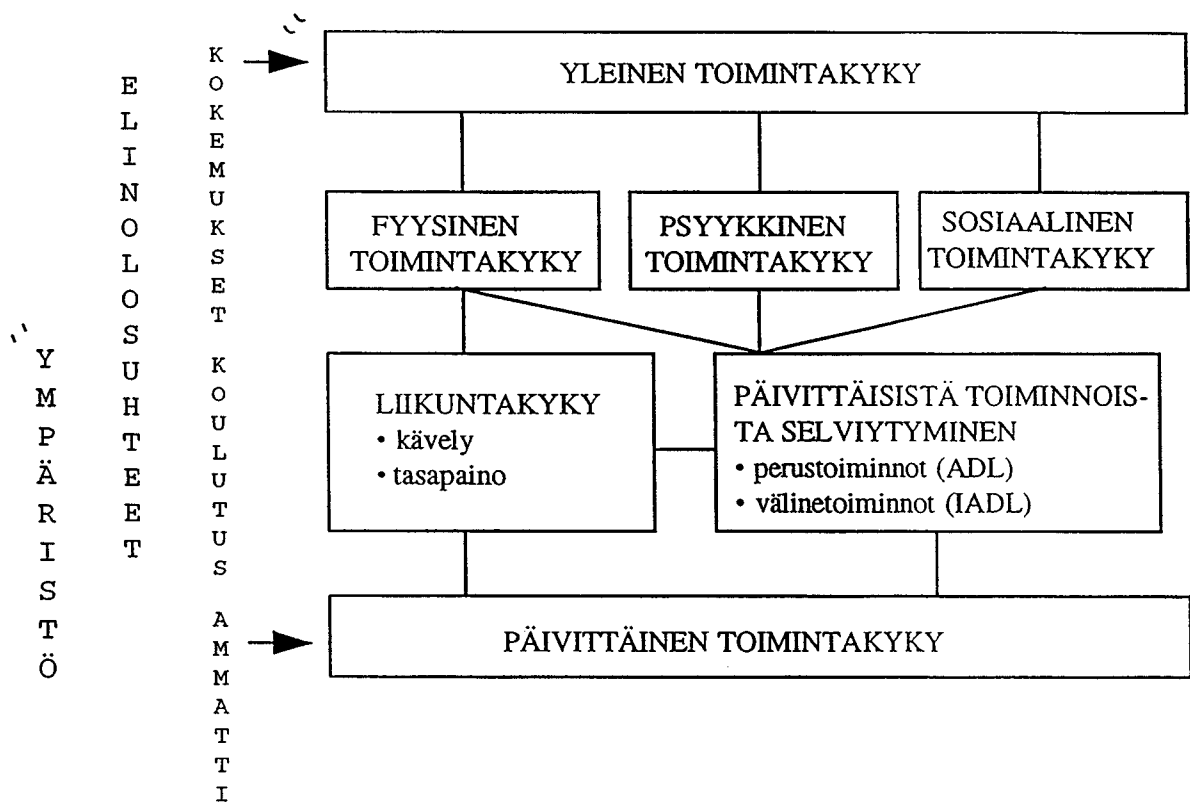 YMPÄRISTÖ
ELINOLOSUHTEET
KOKEMUKSET KOULUTUS AMMATTI
YLEINEN TOIMINTAKYKY
FYYSINEN
TOIMINTAKYKY
PSYYKKINEN
TOIMINTAKYKY
SOSIAALINEN
TOIMINTAKYKY
LIIKUNTAKYKY
• kävely
• tasapaino
PÄIVITTÄISISTÄ TOIMINNOIS-
TA SELVIYTYMINEN
• perustoiminnot (ADL)
• välinetoiminnot (IADL)
PÄIVITTÄINEN TOIMINTAKYKY